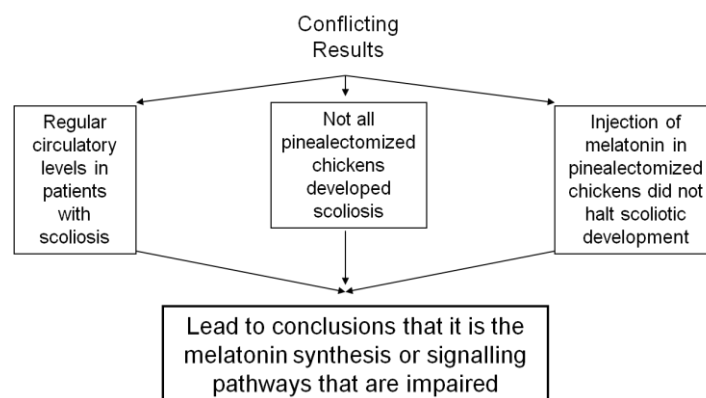 Conflicting
Results
Regular
circulatory
levels in
patients
with
scoliosis
Not all
pinealectomized
chickens
developed
scoliosis
Injection of
melatonin in
pinealectomized
chickens did not
halt scoliotic
development
Lead to conclusions that it is the
melatonin synthesis or signalling
pathways that are impaired